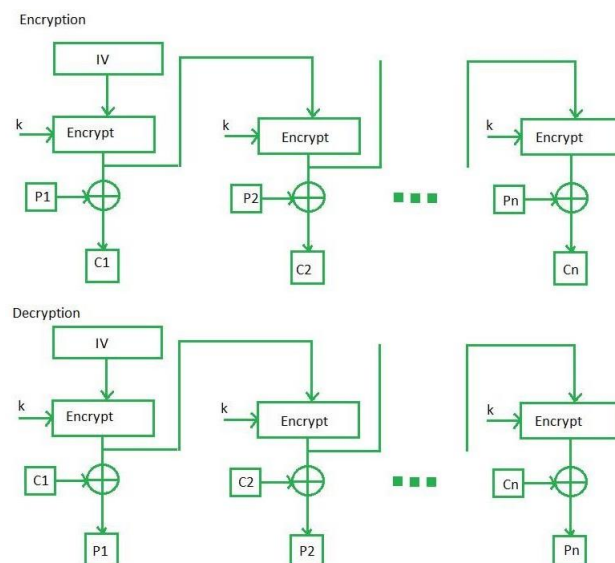 Encryption
IV
k Encrypt k Encrypt k Encrypt
P1 P2 Pn
C1 C2 Cn
Decryption
IV
k Encrypt k Encrypt k Encrypt
C1 C2 Cn
P1 P2 Pn